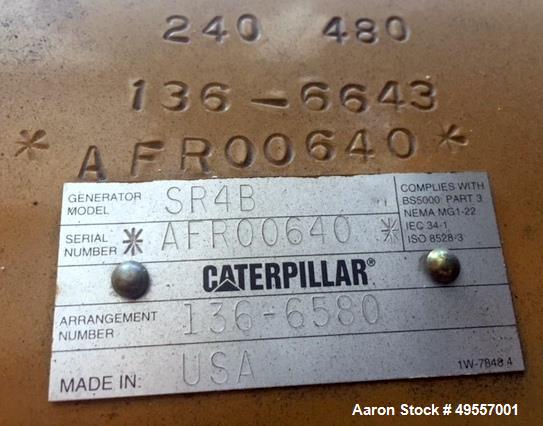 240 480
136-6643
*AFR00640*
GENERATOR MODEL SR4B
SERIAL NUMBER *AFR00640*
COMPLIES WITH
BS5000 PART 3
NEMA MG1-22
IEC 34-1
ISO 8528-3
CATERPILLAR®
ARRANGEMENT NUMBER 136-6580
MADE IN: USA
1W-7848 4
Aaron Stock # 49557001